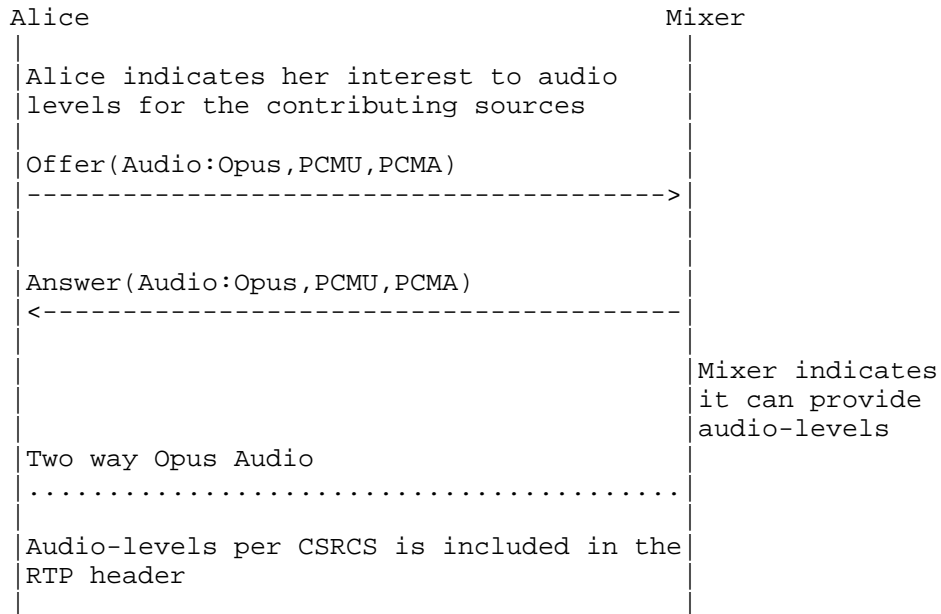 Alice Mixer
Alice indicates her interest to audio
levels for the contributing sources
Offer(Audio:Opus,PCMU,PCMA)
Answer(Audio:Opus,PCMU,PCMA)
Mixer indicates
it can provide
audio-levels
Two way Opus Audio
Audio-levels per CSRCS is included in the
RTP header